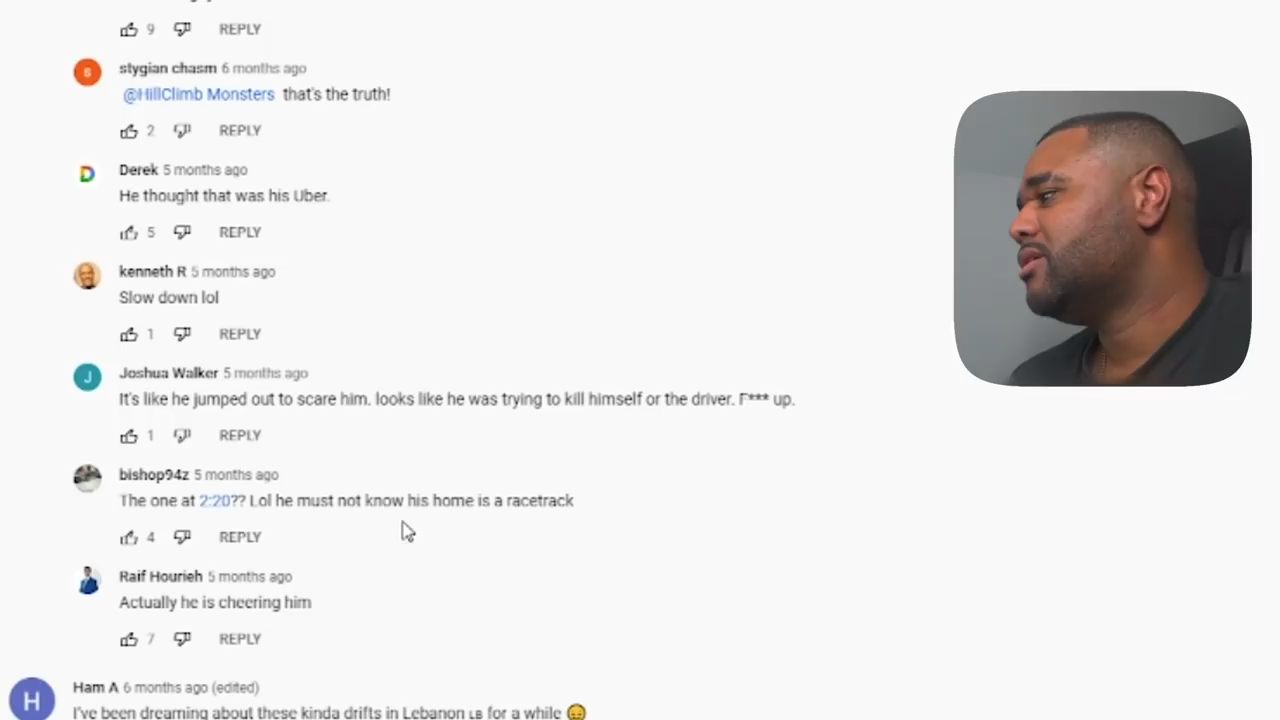 9 REPLY
s stygian chasm 6 months ago
@HillClimb Monsters that's the truth!
2 REPLY
D Derek 5 months ago
He thought that was his Uber.
5 REPLY
kenneth R 5 months ago
Slow down lol
1 REPLY
J Joshua Walker 5 months ago
It's like he jumped out to scare him. looks like he was trying to kill himself or the driver. F*** up.
1 REPLY
bishop94z 5 months ago
The one at 2:20?? Lol he must not know his home is a racetrack
4 REPLY
Raif Hourieh 5 months ago
Actually he is cheering him
7 REPLY
H Ham A 6 months ago (edited)
I've been dreaming about these kinda drifts in Lebanon LB for a while 😞